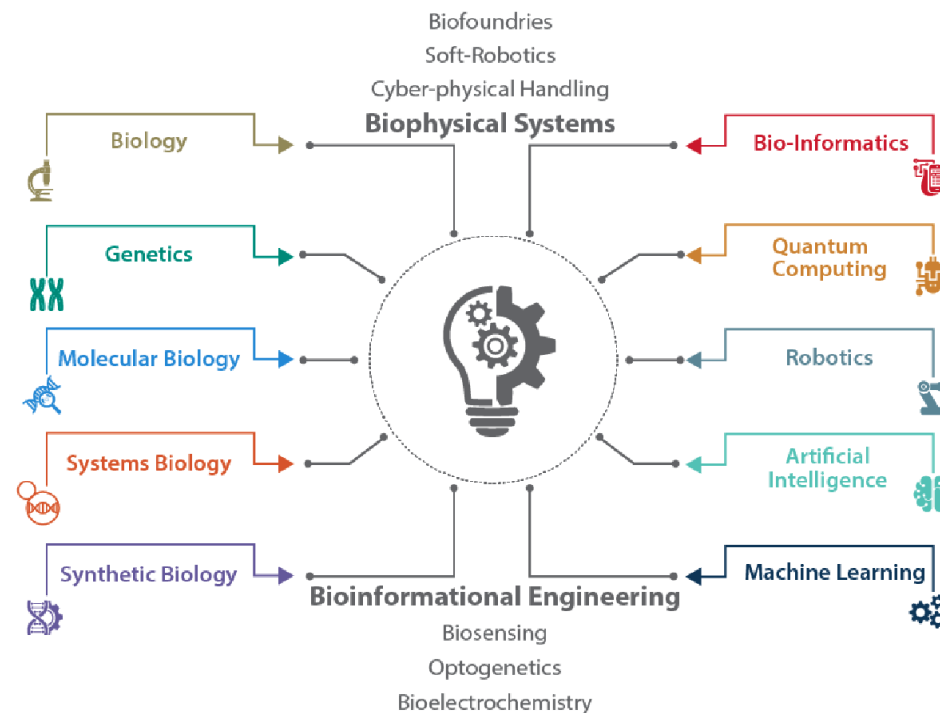 Biofoundries
Soft-Robotics
Cyber-physical Handling
Biophysical Systems
Biology
Bio-Informatics
Genetics
Quantum
Computing
Molecular Biology
Robotics
Systems Biology
Artificial
Intelligence
Synthetic Biology
Machine Learning
Bioinformational Engineering
Biosensing
Optogenetics
Bioelectrochemistry